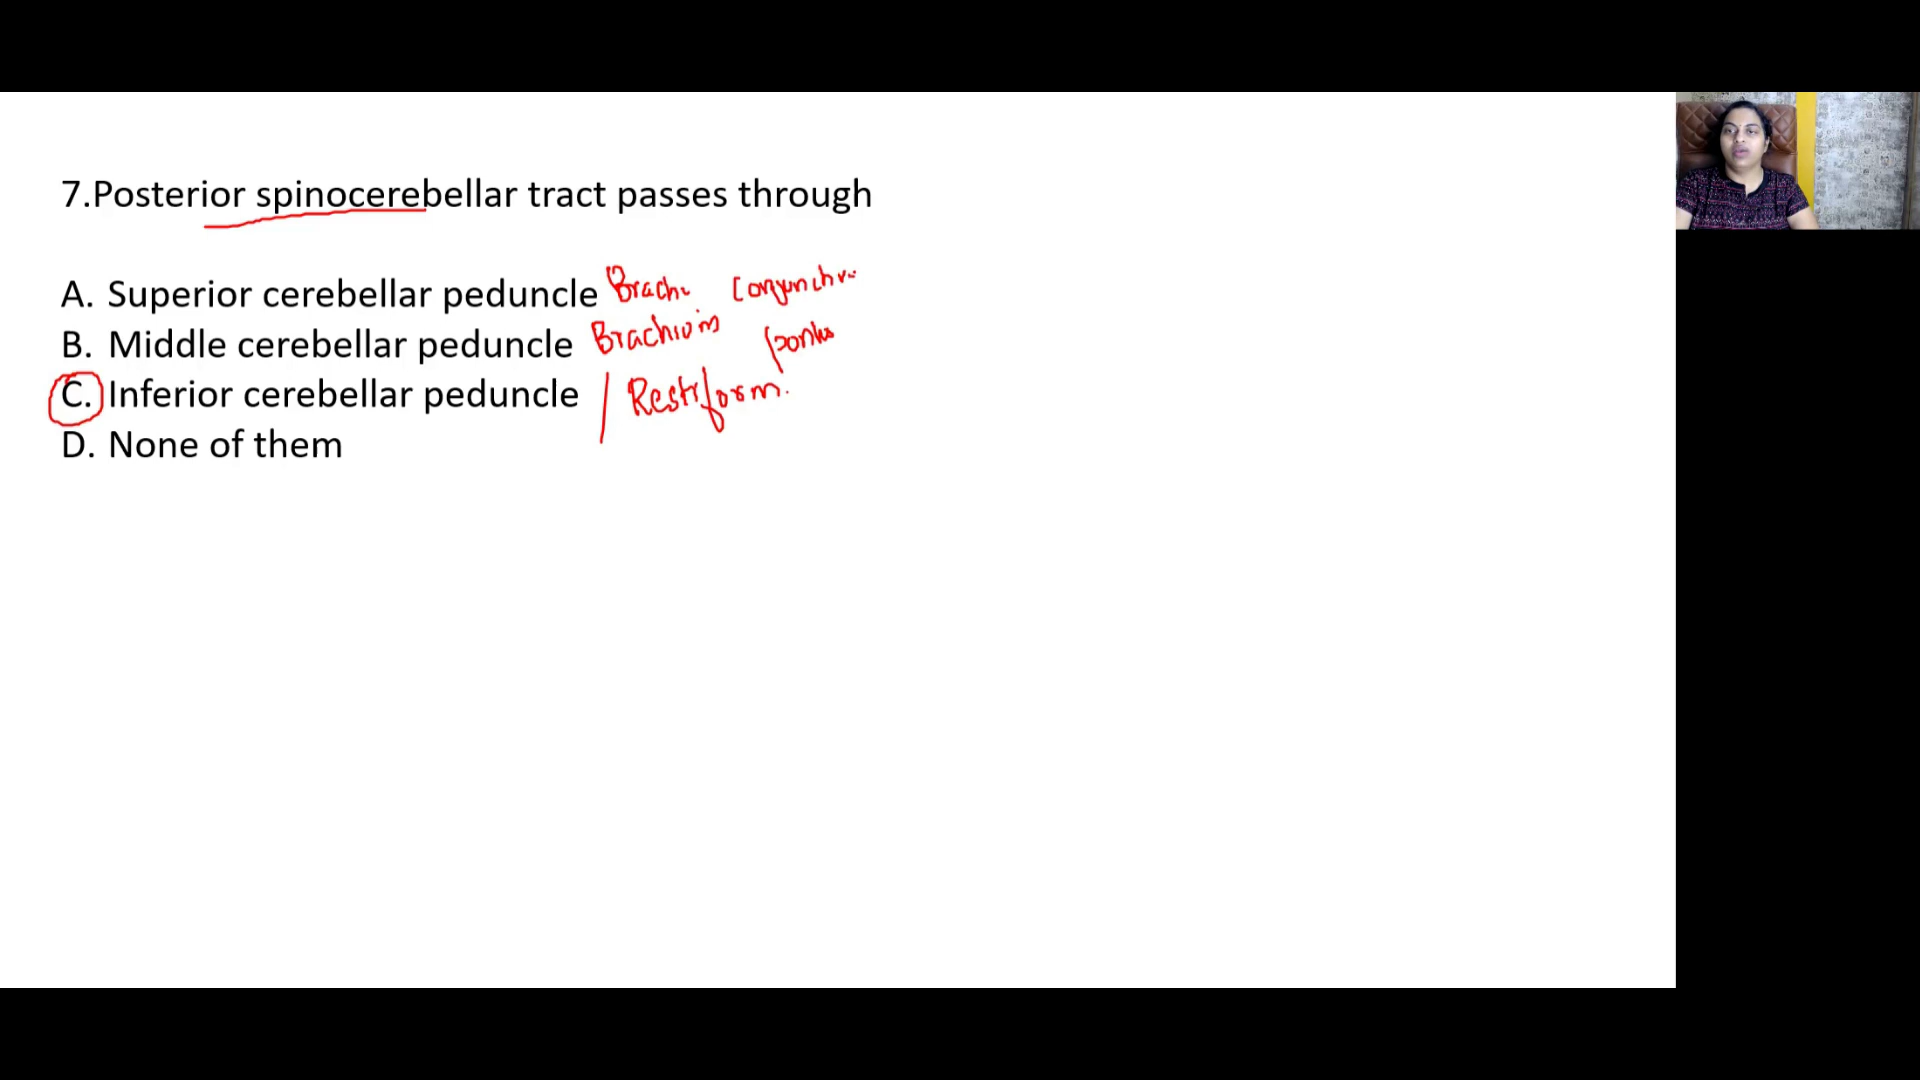 7.Posterior spinocerebellar tract passes through
A. Superior cerebellar peduncle Brachi Conjunctiv..
B. Middle cerebellar peduncle Brachium pontis
C. Inferior cerebellar peduncle / Restiform.
D. None of them